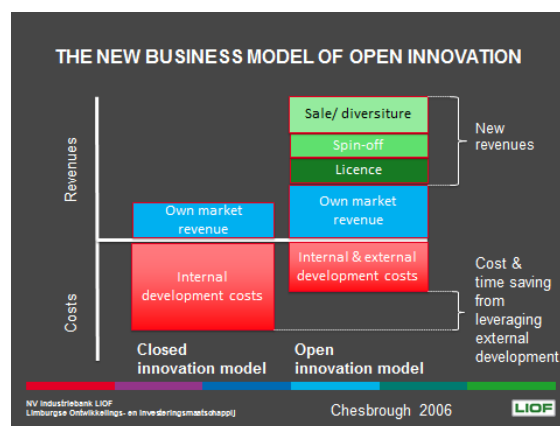 THE NEW BUSINESS MODEL OF OPEN INNOVATION
Revenues
Costs
Sale/ diversiture
Spin-off
Licence
Own market
revenue
Own market
revenue
Internal
development costs
Internal & external
development costs
New
revenues
Cost &
time saving
from
leveraging
external
development
Closed
innovation model
Open
innovation model
NV Industriebank LIOF
Limburgse Ontwikkelings- en Investeringsmaatschappij
Chesbrough 2006
LIOF